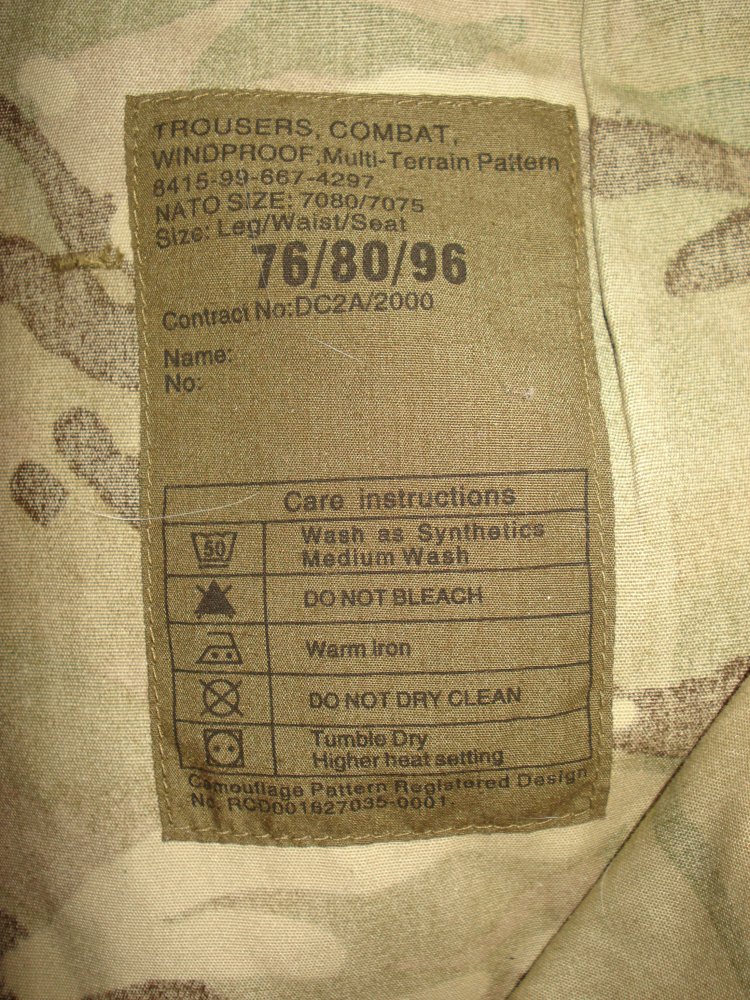 TROUSERS, COMBAT,
WINDPROOF, Multi-Terrain Pattern
8415-99-667-4297
NATO SIZE: 7080/7075
Size: Leg/Waist/Seat
76/80/96
Contract No:DC2A/2000
Name:
No:
Care instructions
50 Wash as Synthetics
Medium Wash
DO NOT BLEACH
Warm Iron
DO NOT DRY CLEAN
Tumble Dry
Higher heat setting
Camouflage Pattern Registered Design
No. RCD001827035-0001.